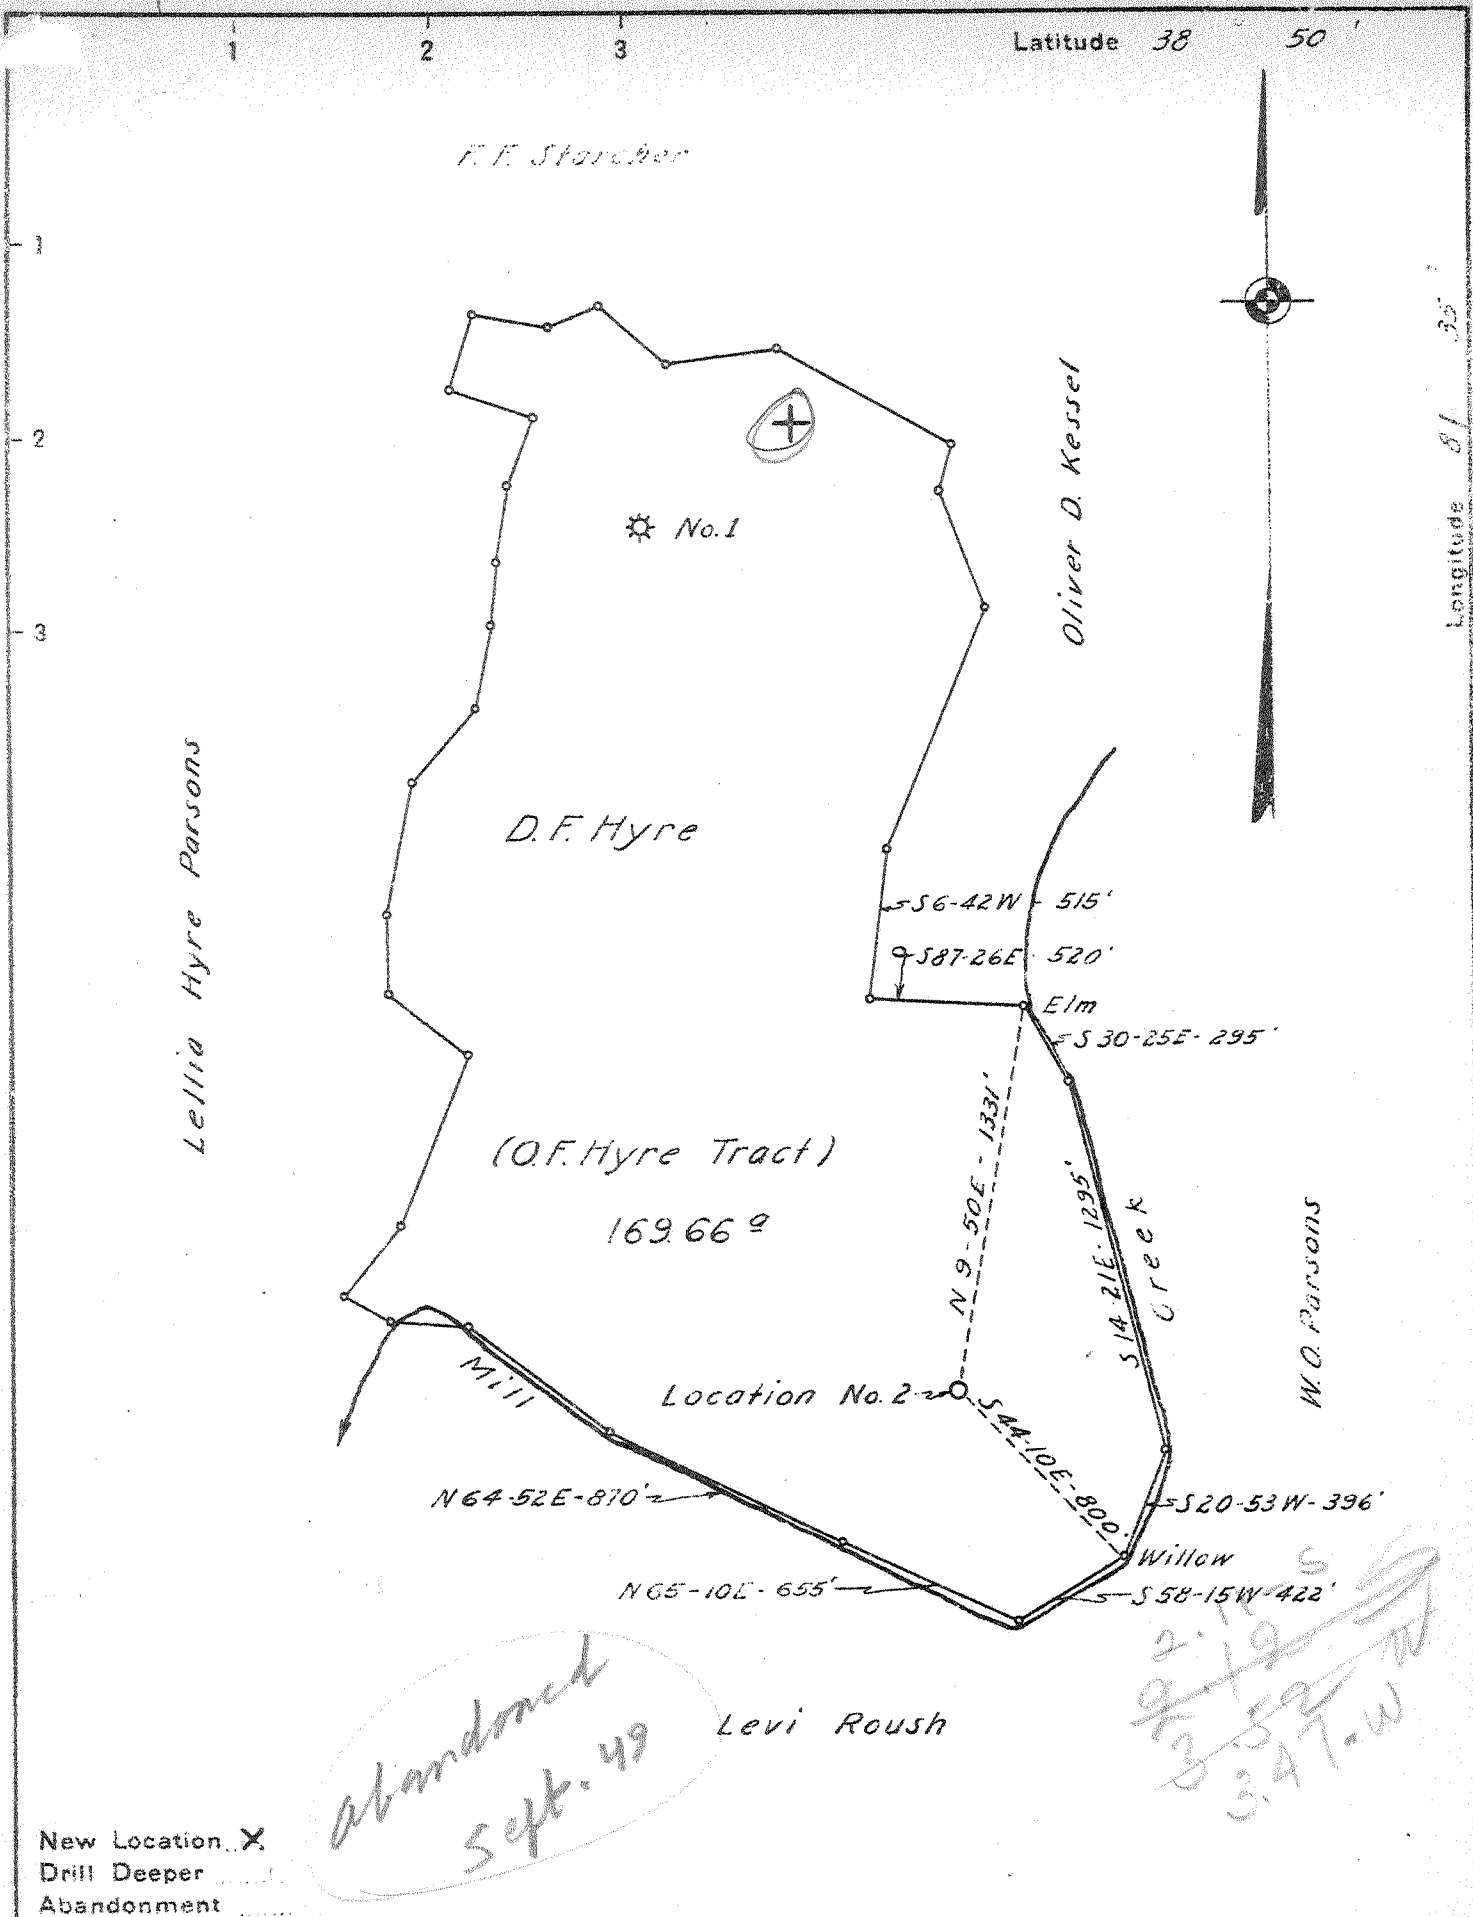 1
2
3
Latitude 38 50'
F. F. Starcher
1
35'
Oliver D. Kessel
2
Longitude 81
No. 1
3
Lellia Hyre Parsons
D. F. Hyre
S6-42W - 515'
S87-26E - 520'
Elm
S30-25E - 295'
N9-50E - 1331'
(O.F. Hyre Tract)
S14-21E - 1295'
Creek
169.66 a
W.O. Parsons
Mill
Location No. 2
S44-10E-800'
N64-52E-870'
S20-53W-396'
Willow
N65-10E-655'
S58-15W-422'
abandoned
Sept. 49
Levi Roush
3.47.W
New Location X
Drill Deeper
Abandonment